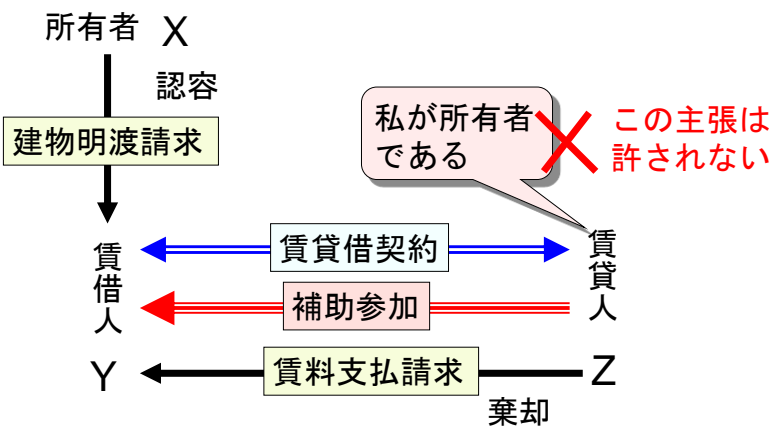 所有者 X
認容
建物明渡請求
私が所有者
である
この主張は
許されない
賃借人
賃貸借契約
賃貸人
補助参加
Y
賃料支払請求
Z
棄却